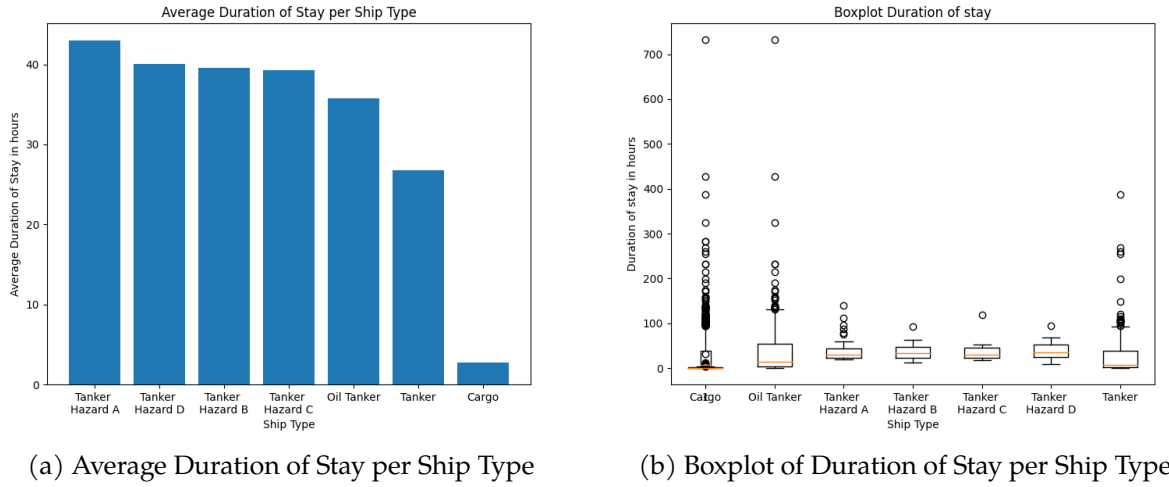 Average Duration of Stay per Ship Type
Average Duration of Stay in hours
40
30
20
10
0
Tanker Hazard A
Tanker Hazard D
Tanker Hazard B
Tanker Hazard C
Oil Tanker
Tanker
Cargo
Ship Type
(a) Average Duration of Stay per Ship Type
Boxplot Duration of stay
Duration of stay in hours
700
600
500
400
300
200
100
0
Cargo
1
Oil Tanker
Tanker Hazard A
Tanker Hazard B
Tanker Hazard C
Tanker Hazard D
Tanker
Ship Type
(b) Boxplot of Duration of Stay per Ship Type